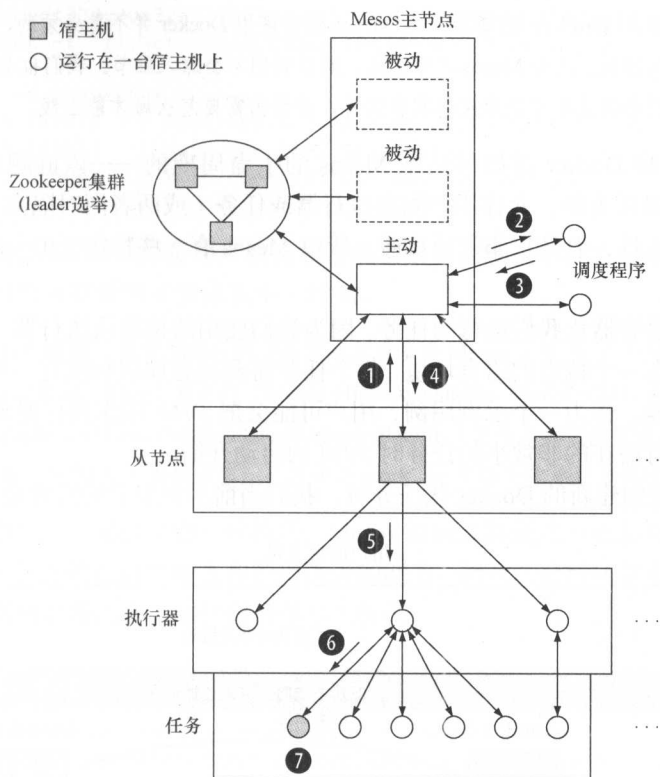 Mesos主节点
宿主机
运行在一台宿主机上
被动
被动
Zookeeper集群
(leader选举)
主动
2
调度程序
3
1
4
从节点
...
5
执行器
...
6
任务
...
7